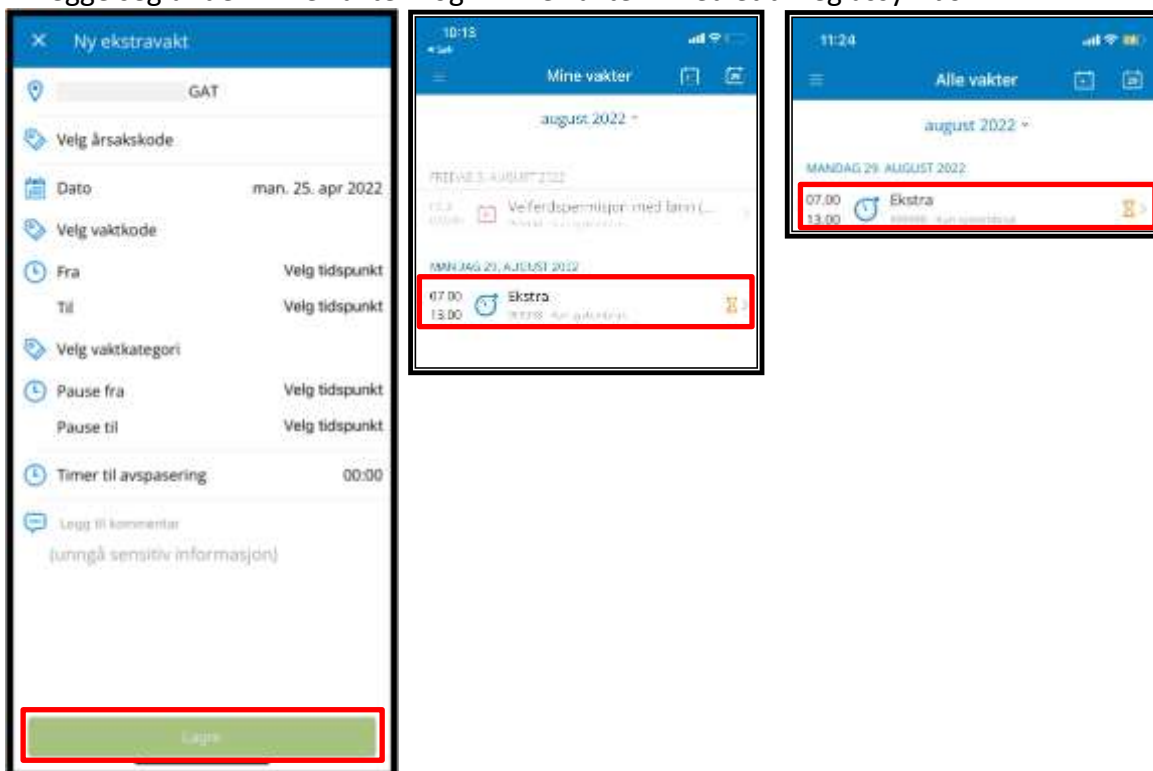 Ny ekstravakt
GAT
Velg årsakskode
Dato man. 25. apr 2022
Velg vaktkode
Fra Velg tidspunkt
Til Velg tidspunkt
Velg vaktkategori
Pause fra Velg tidspunkt
Pause til Velg tidspunkt
Timer til avspasering 00:00
Legg til kommentar
(unngå sensitiv informasjon)
Lagre
10:13
Mine vakter
august 2022
Velferdspermisjon med lønn (...
MANDAG 29. AUGUST 2022
07.00 Ekstra
13.00
11:24
Alle vakter
august 2022
MANDAG 29. AUGUST 2022
07.00 Ekstra
13.00